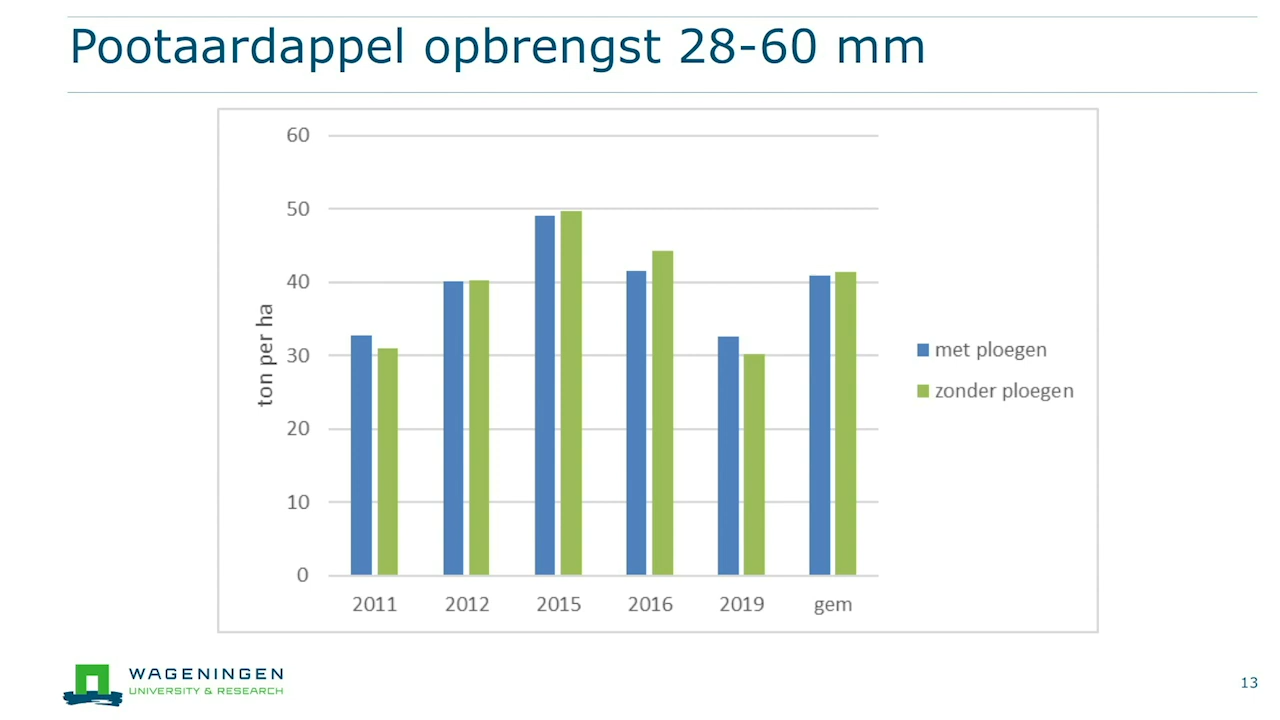 Pootaardappel opbrengst 28-60 mm
60
50
40
30
20
10
0
ton per ha
2011 2012 2015 2016 2019 gem
met ploegen
zonder ploegen
WAGENINGEN
UNIVERSITY & RESEARCH
13